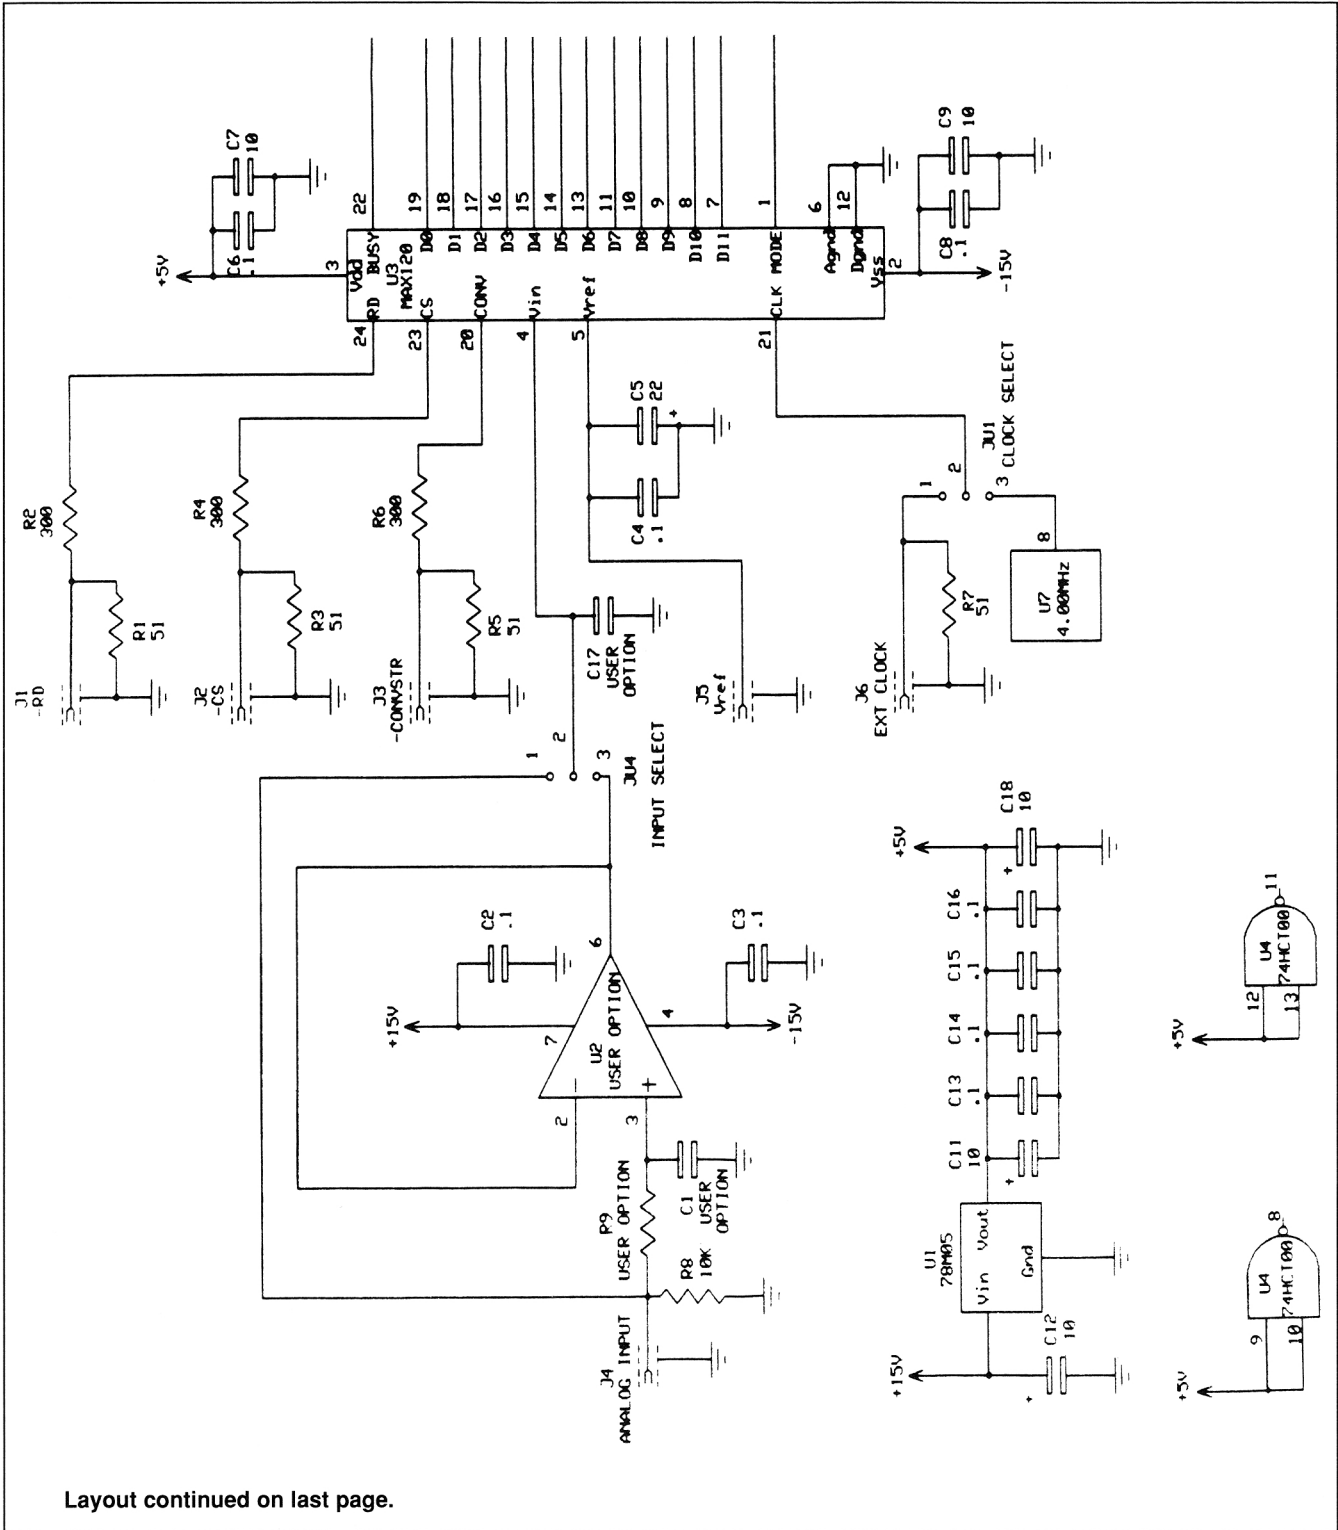 +5V
C6
.1
C7
10
22
19
18
17
16
15
14
13
11
10
9
8
7
1
6
12
3
Vdd
BUSY
D0
D1
D2
D3
D4
D5
D6
D7
D8
D9
D10
D11
MODE
Agnd
Dgnd
Vss
2
U3
MAX120
RD
CS
CONV
Vin
Vref
CLK
24
23
20
4
5
21
C8
.1
C9
10
-15V
R2
300
R1
51
J1
-RD
R4
300
R3
51
J2
-CS
R6
300
R5
51
J3
-CONVSTR
C17
USER
OPTION
C4
.1
C5
22
+
J5
Vref
1
2
3
JU1
CLOCK SELECT
R7
51
J6
EXT CLOCK
8
U7
4.00MHz
1
2
3
JU4
INPUT SELECT
+15V
C2
.1
7
6
U2
USER OPTION
-
+
2
3
4
C3
.1
-15V
R9
USER OPTION
C1
USER
OPTION
R8
10K
J4
ANALOG INPUT
+5V
C18
10
+
C16
.1
C15
.1
C14
.1
C13
.1
C11
10
+
U1
78M05
Vin
Vout
Gnd
+15V
C12
10
+
+5V
12
13
U4
74HCT00
11
+5V
9
10
U4
74HCT00
8
Layout continued on last page.